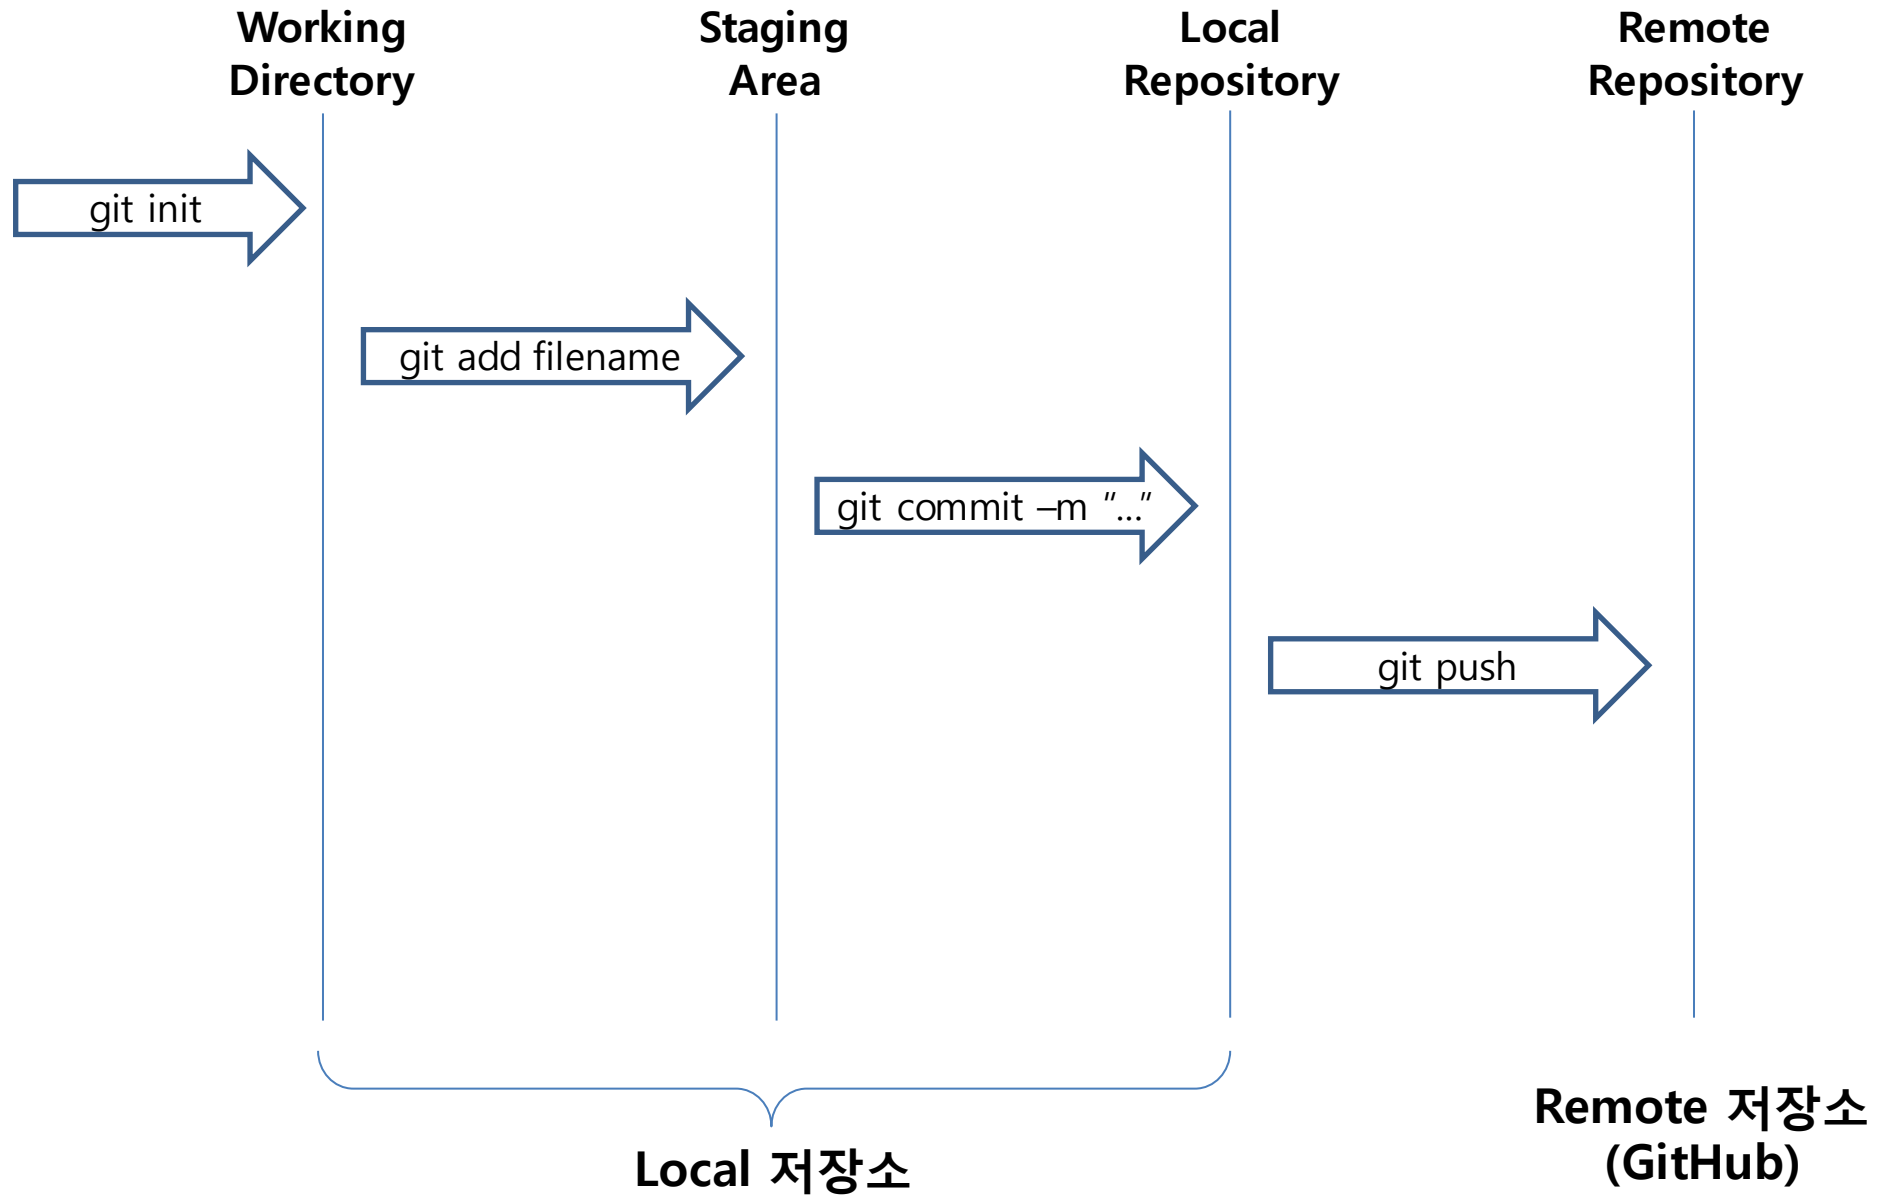 Working
Directory
Staging
Area
Local
Repository
Remote
Repository
git init
git add filename
git commit –m "..."
git push
Local 저장소
Remote 저장소
(GitHub)